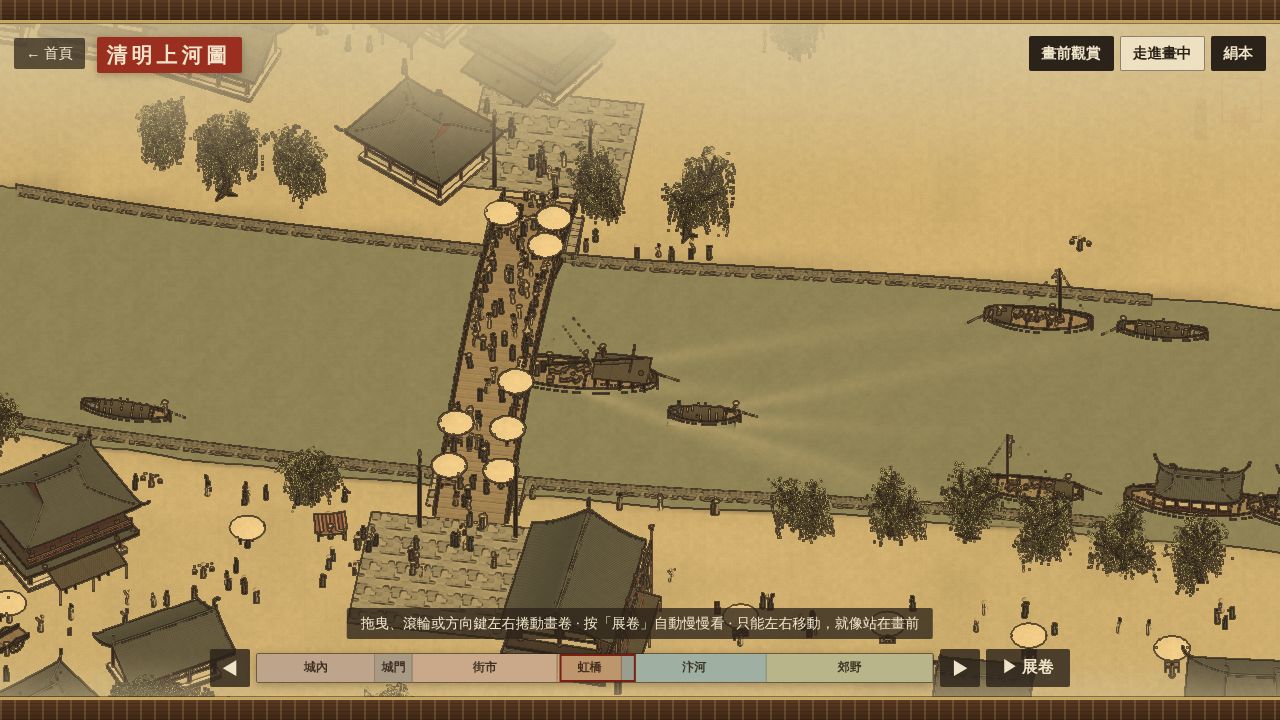 ← 首頁
清明上河圖
畫前觀賞
走進畫中
絹本
拖曳、滾輪或方向鍵左右捲動畫卷 · 按「展卷」自動慢慢看 · 只能左右移動，就像站在畫前
◀
城內
城門
街市
虹橋
汴河
郊野
▶
▶ 展卷